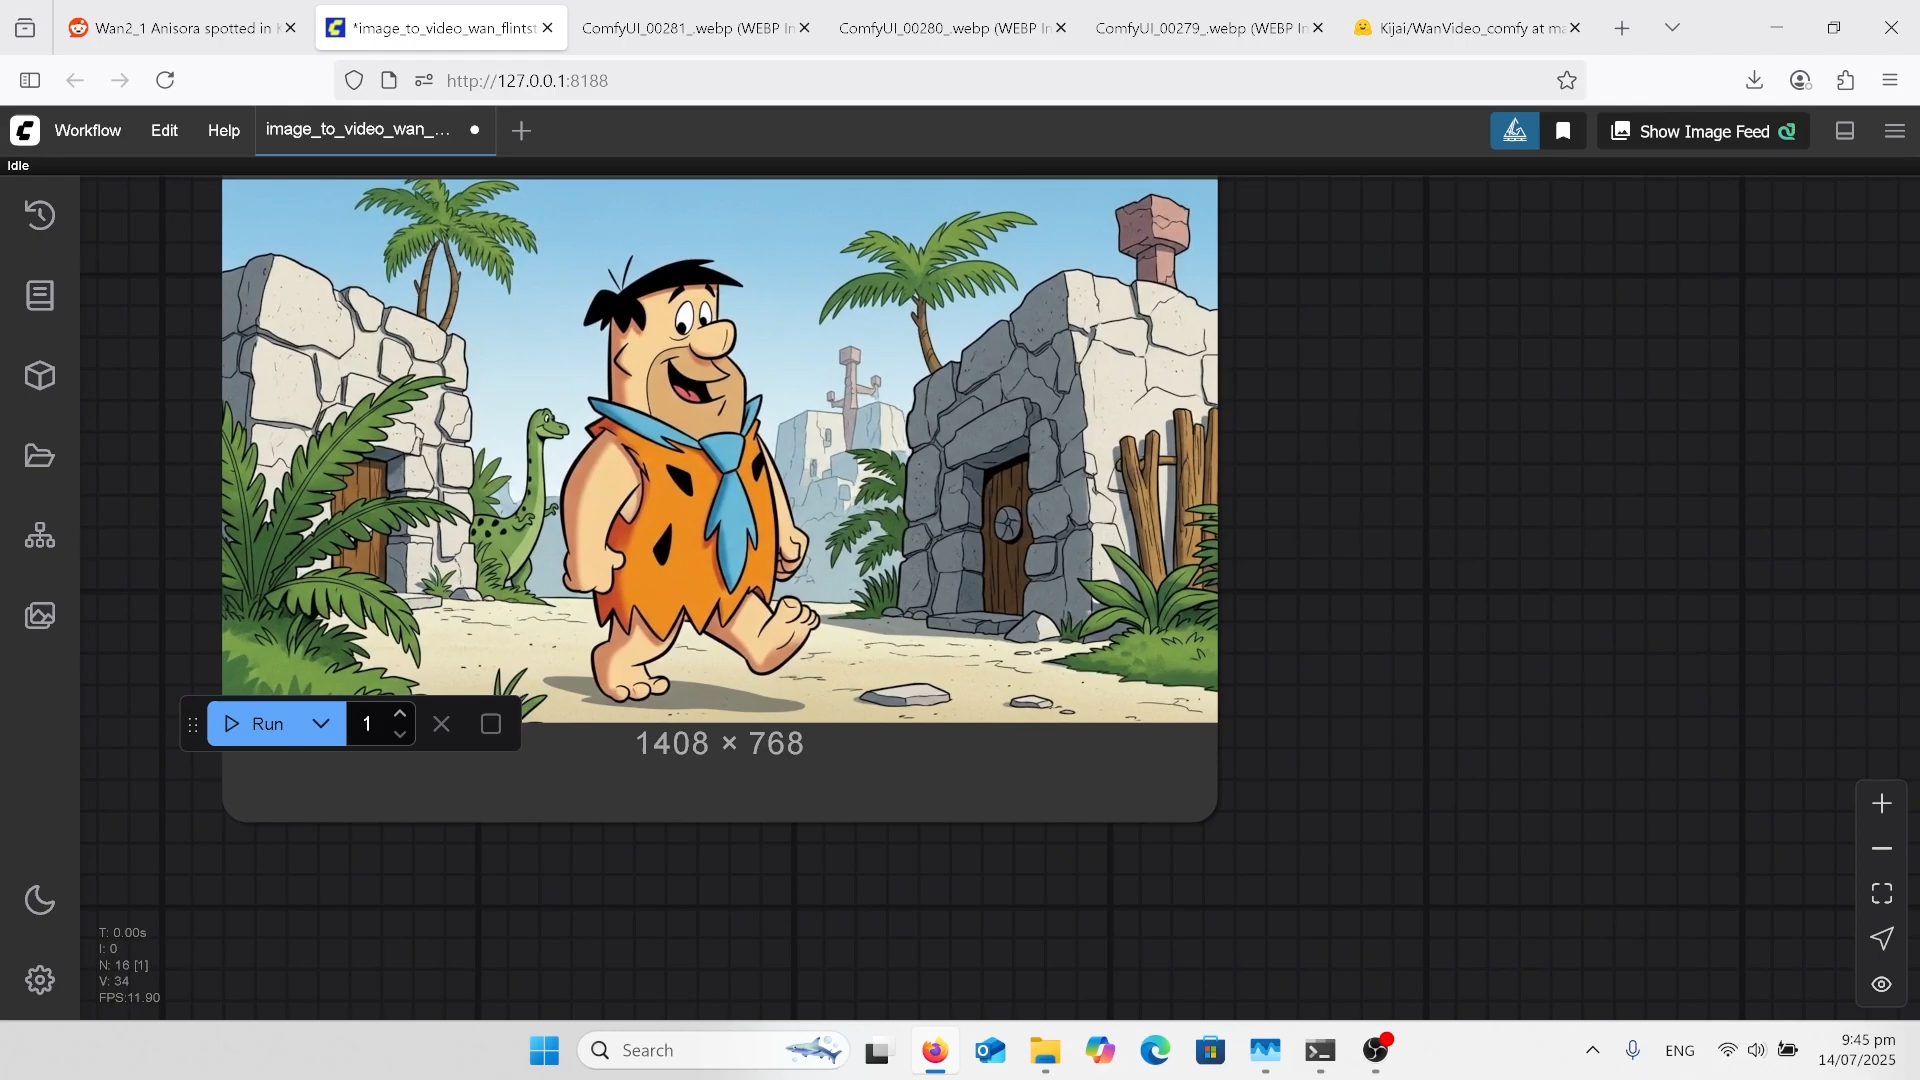 Wan2_1 Anisora spotted in K
*image_to_video_wan_flintst
ComfyUI_00281_.webp (WEBP In
ComfyUI_00280_.webp (WEBP In
ComfyUI_00279_.webp (WEBP In
Kijai/WanVideo_comfy at ma
http://127.0.0.1:8188
Workflow
Edit
Help
image_to_video_wan_...
Show Image Feed
Idle
Run
1
1408 × 768
T: 0.00s
I: 0
N: 16 [1]
V: 34
FPS:11.90
Search
ENG
9:45 pm
14/07/2025